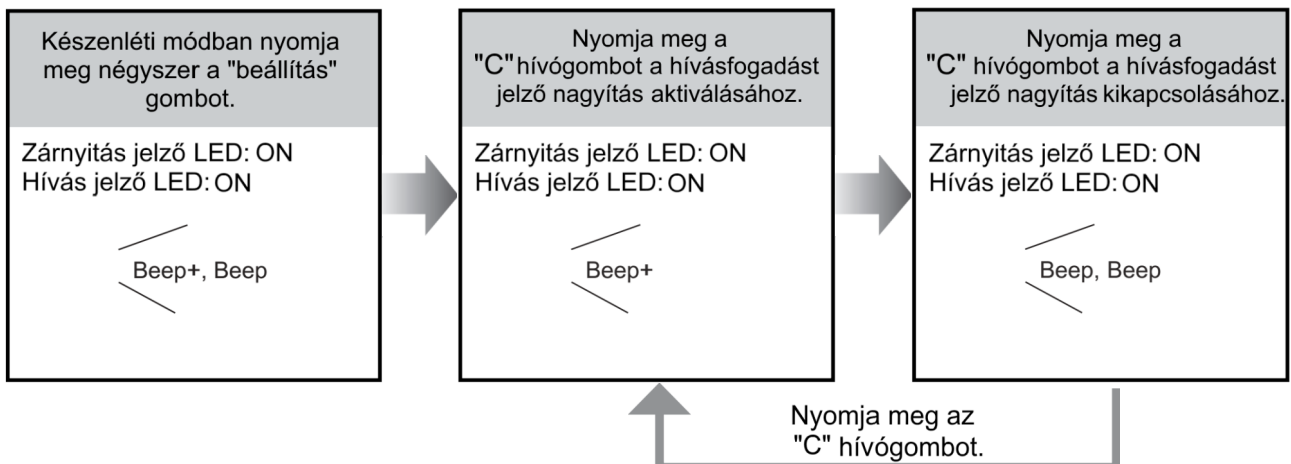 Készenléti módban nyomja
meg négyszer a "beállítás"
gombot.
Zárnyitás jelző LED: ON
Hívás jelző LED: ON
Beep+, Beep
Nyomja meg a
"C" hívógombot a hívásfogadást
jelző nagyítás aktiválásához.
Zárnyitás jelző LED: ON
Hívás jelző LED: ON
Beep+
Nyomja meg a
"C" hívógombot a hívásfogadást
jelző nagyítás kikapcsolásához.
Zárnyitás jelző LED: ON
Hívás jelző LED: ON
Beep, Beep
Nyomja meg az
"C" hívógombot.